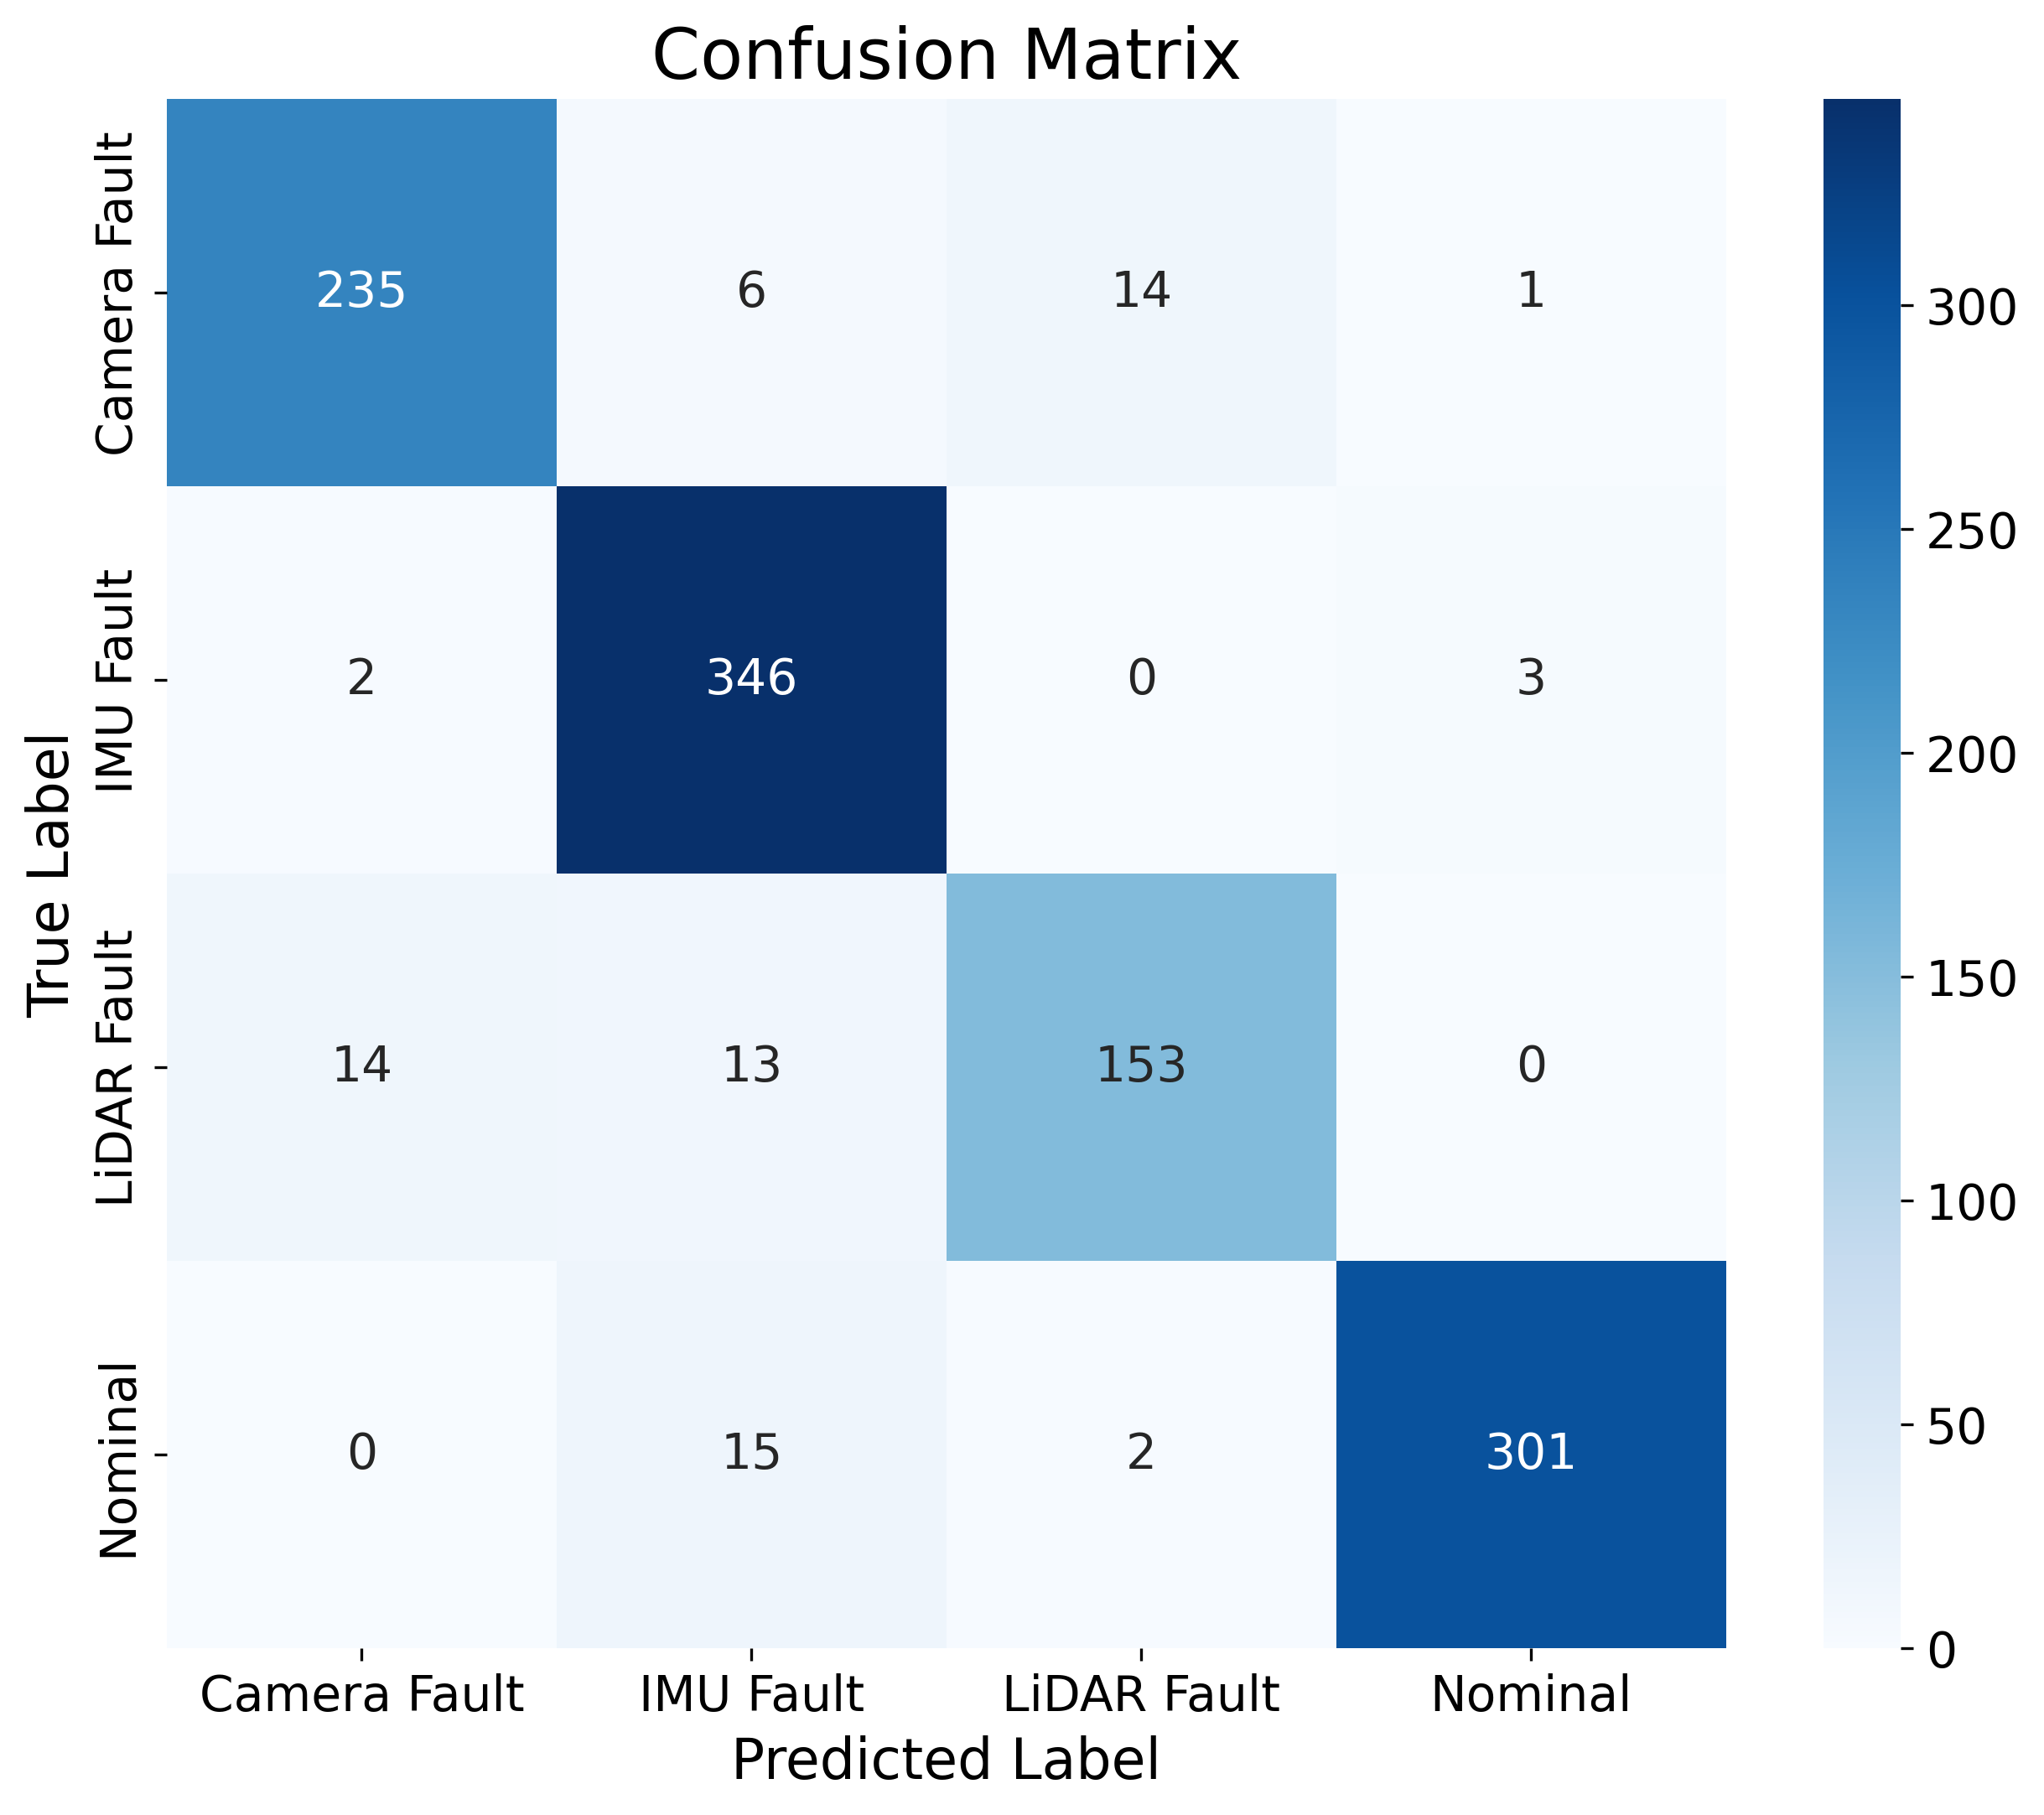 Confusion Matrix
True Label
Camera Fault
235 6 14 1
IMU Fault
2 346 0 3
LiDAR Fault
14 13 153 0
Nominal
0 15 2 301
Camera Fault IMU Fault LiDAR Fault Nominal
Predicted Label
300
250
200
150
100
50
0